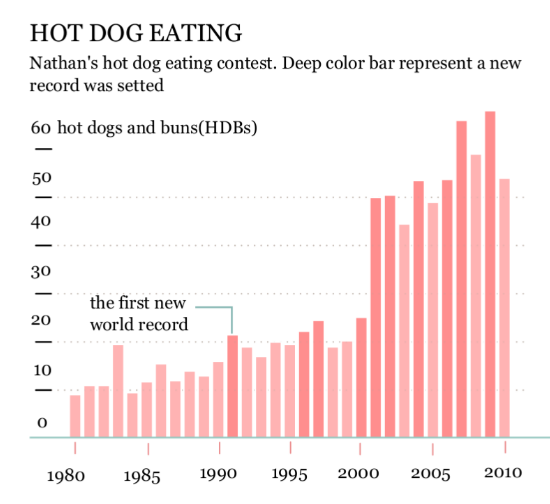 HOT DOG EATING
Nathan's hot dog eating contest. Deep color bar represent a new
record was setted
60 hot dogs and buns(HDBs)
50
40
30
the first new
world record
20
10
0
1980 1985 1990 1995 2000 2005 2010